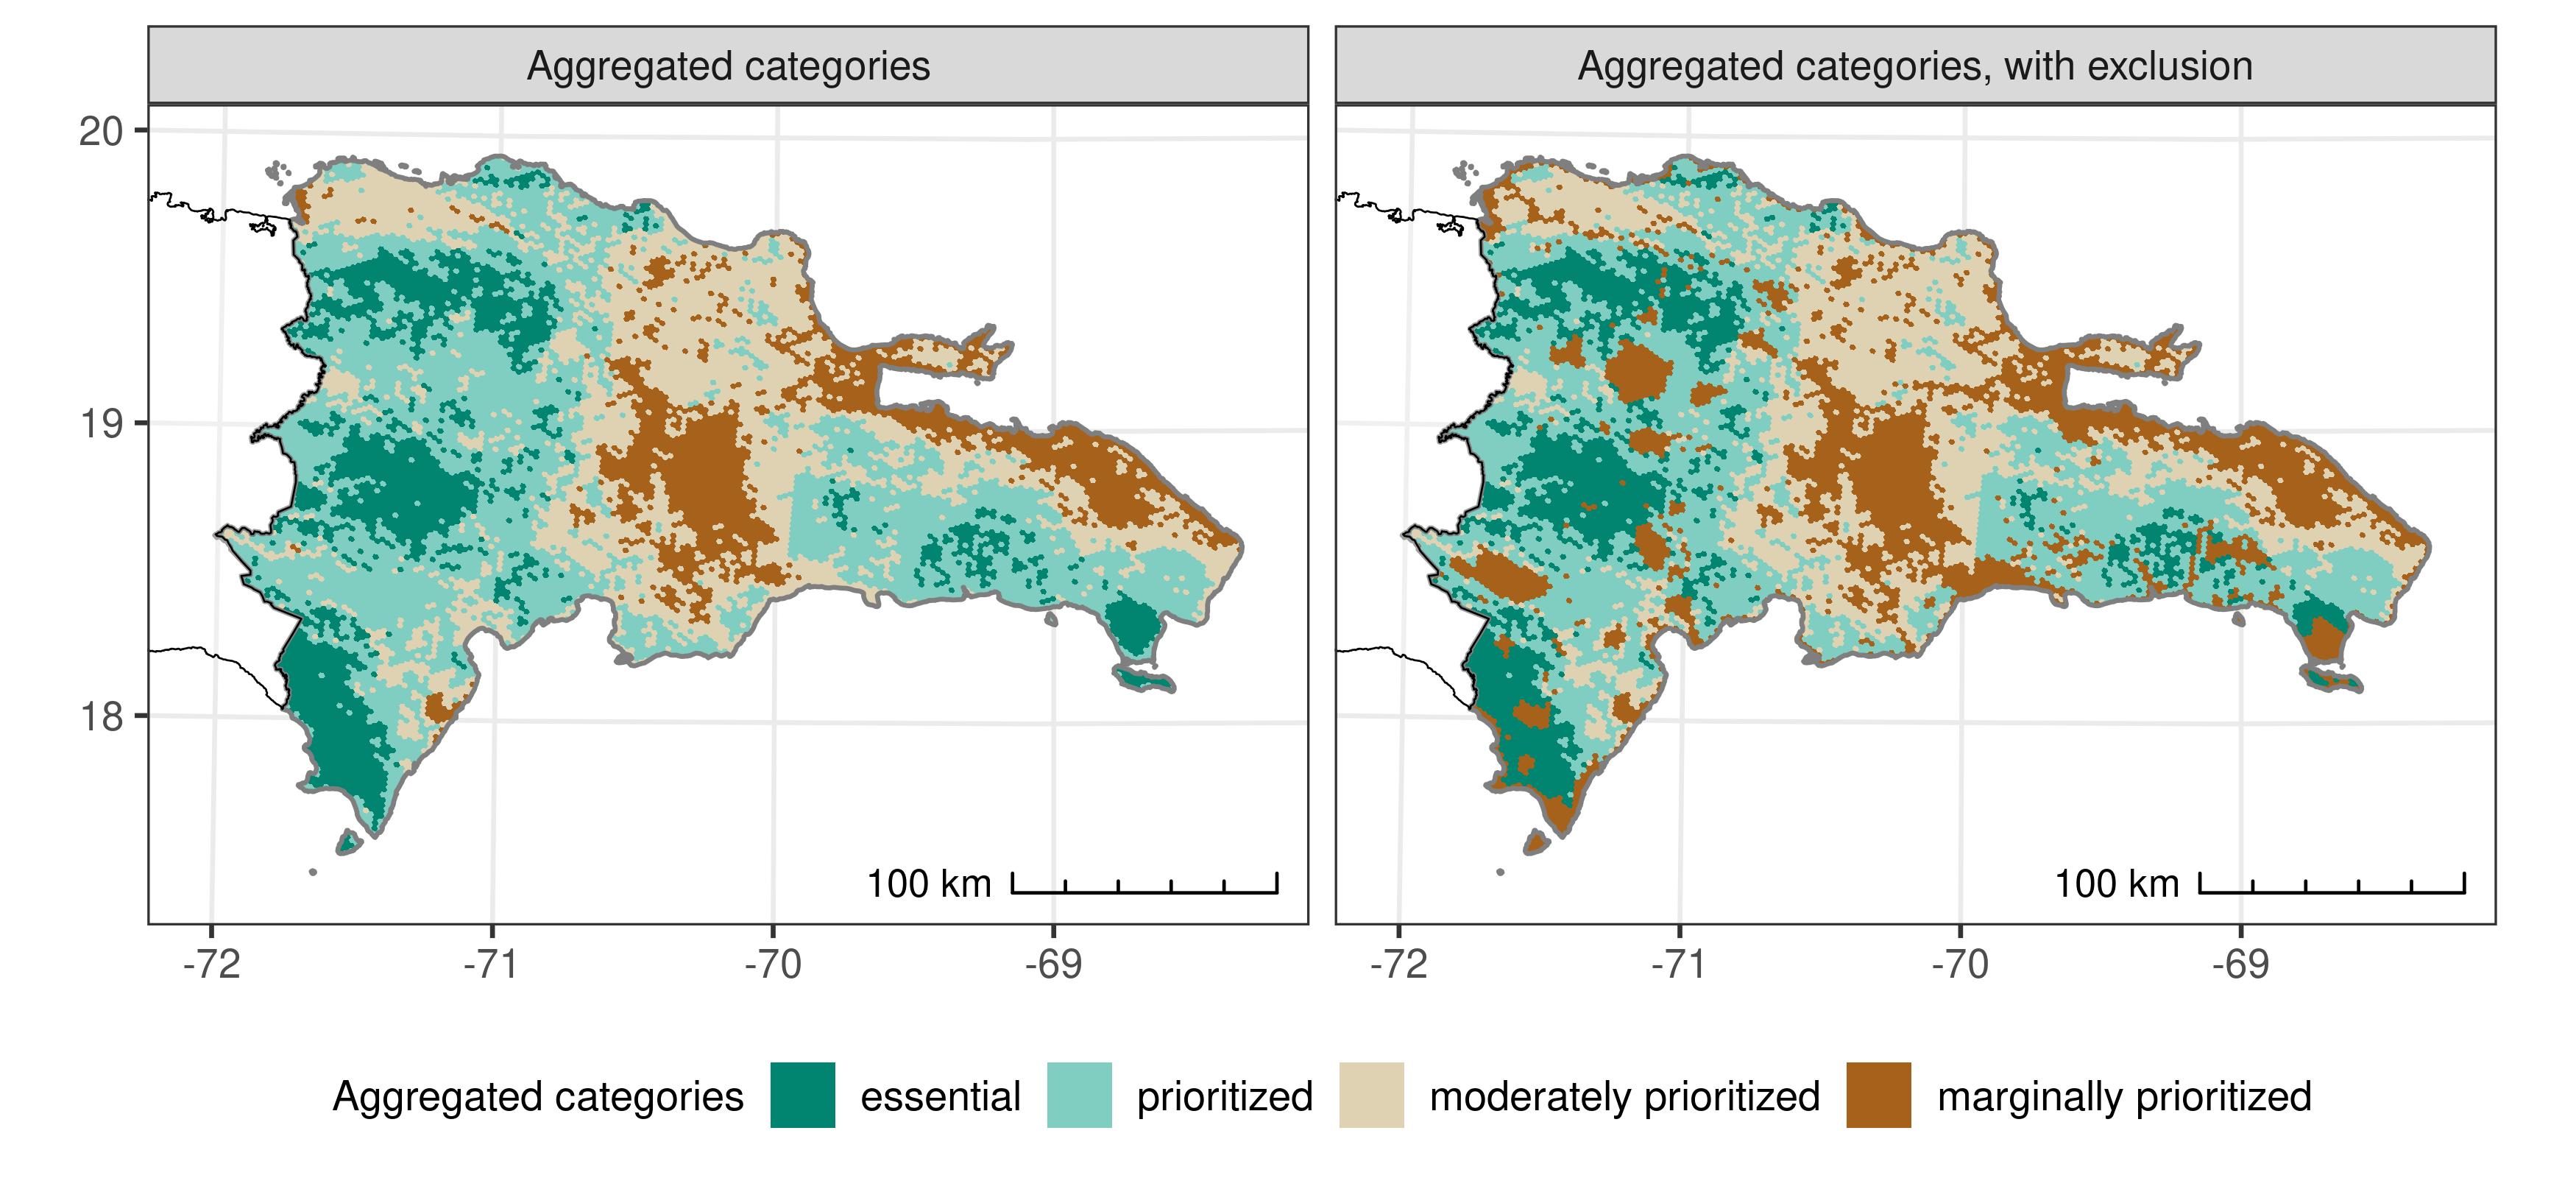 Aggregated categories
Aggregated categories, with exclusion
20
19
18
100 km
100 km
-72
-71
-70
-69
-72
-71
-70
-69
Aggregated categories essential prioritized moderately prioritized marginally prioritized